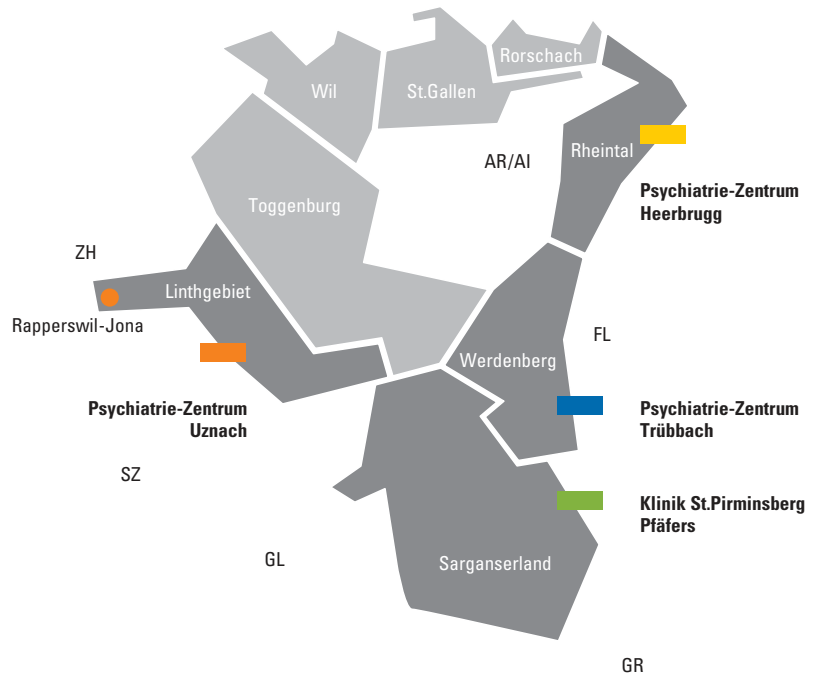 Rorschach
Wil
St.Gallen
Rheintal
AR/AI
Psychiatrie-Zentrum
Heerbrugg
Toggenburg
ZH
Linthgebiet
Rapperswil-Jona
FL
Werdenberg
Psychiatrie-Zentrum
Uznach
Psychiatrie-Zentrum
Trübbach
SZ
Klinik St.Pirminsberg
Pfäfers
GL
Sarganserland
GR